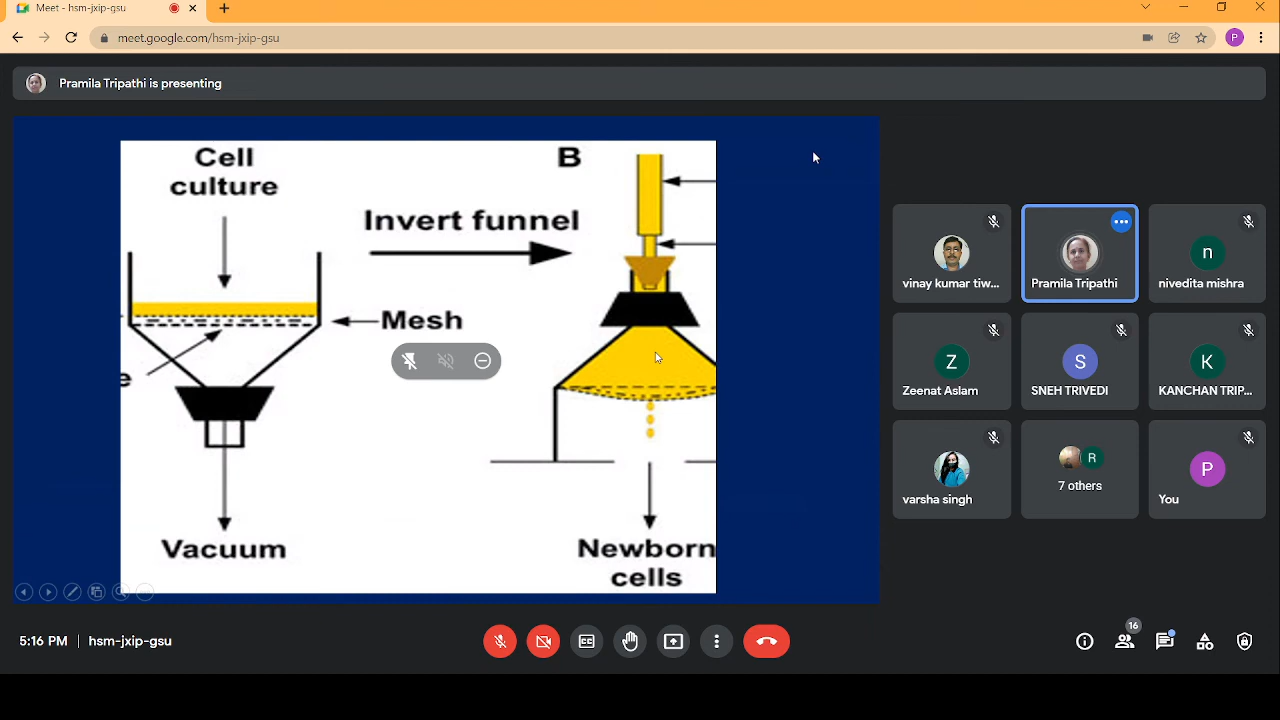 Meet - hsm-jxip-gsu
meet.google.com/hsm-jxip-gsu
P
Pramila Tripathi is presenting
Cell
culture
B
Invert funnel
Mesh
e
Vacuum
Newborn
cells
vinay kumar tiw...
Pramila Tripathi
n
nivedita mishra
Z
Zeenat Aslam
S
SNEH TRIVEDI
K
KANCHAN TRIP...
varsha singh
R
7 others
P
You
5:16 PM | hsm-jxip-gsu
CC
16